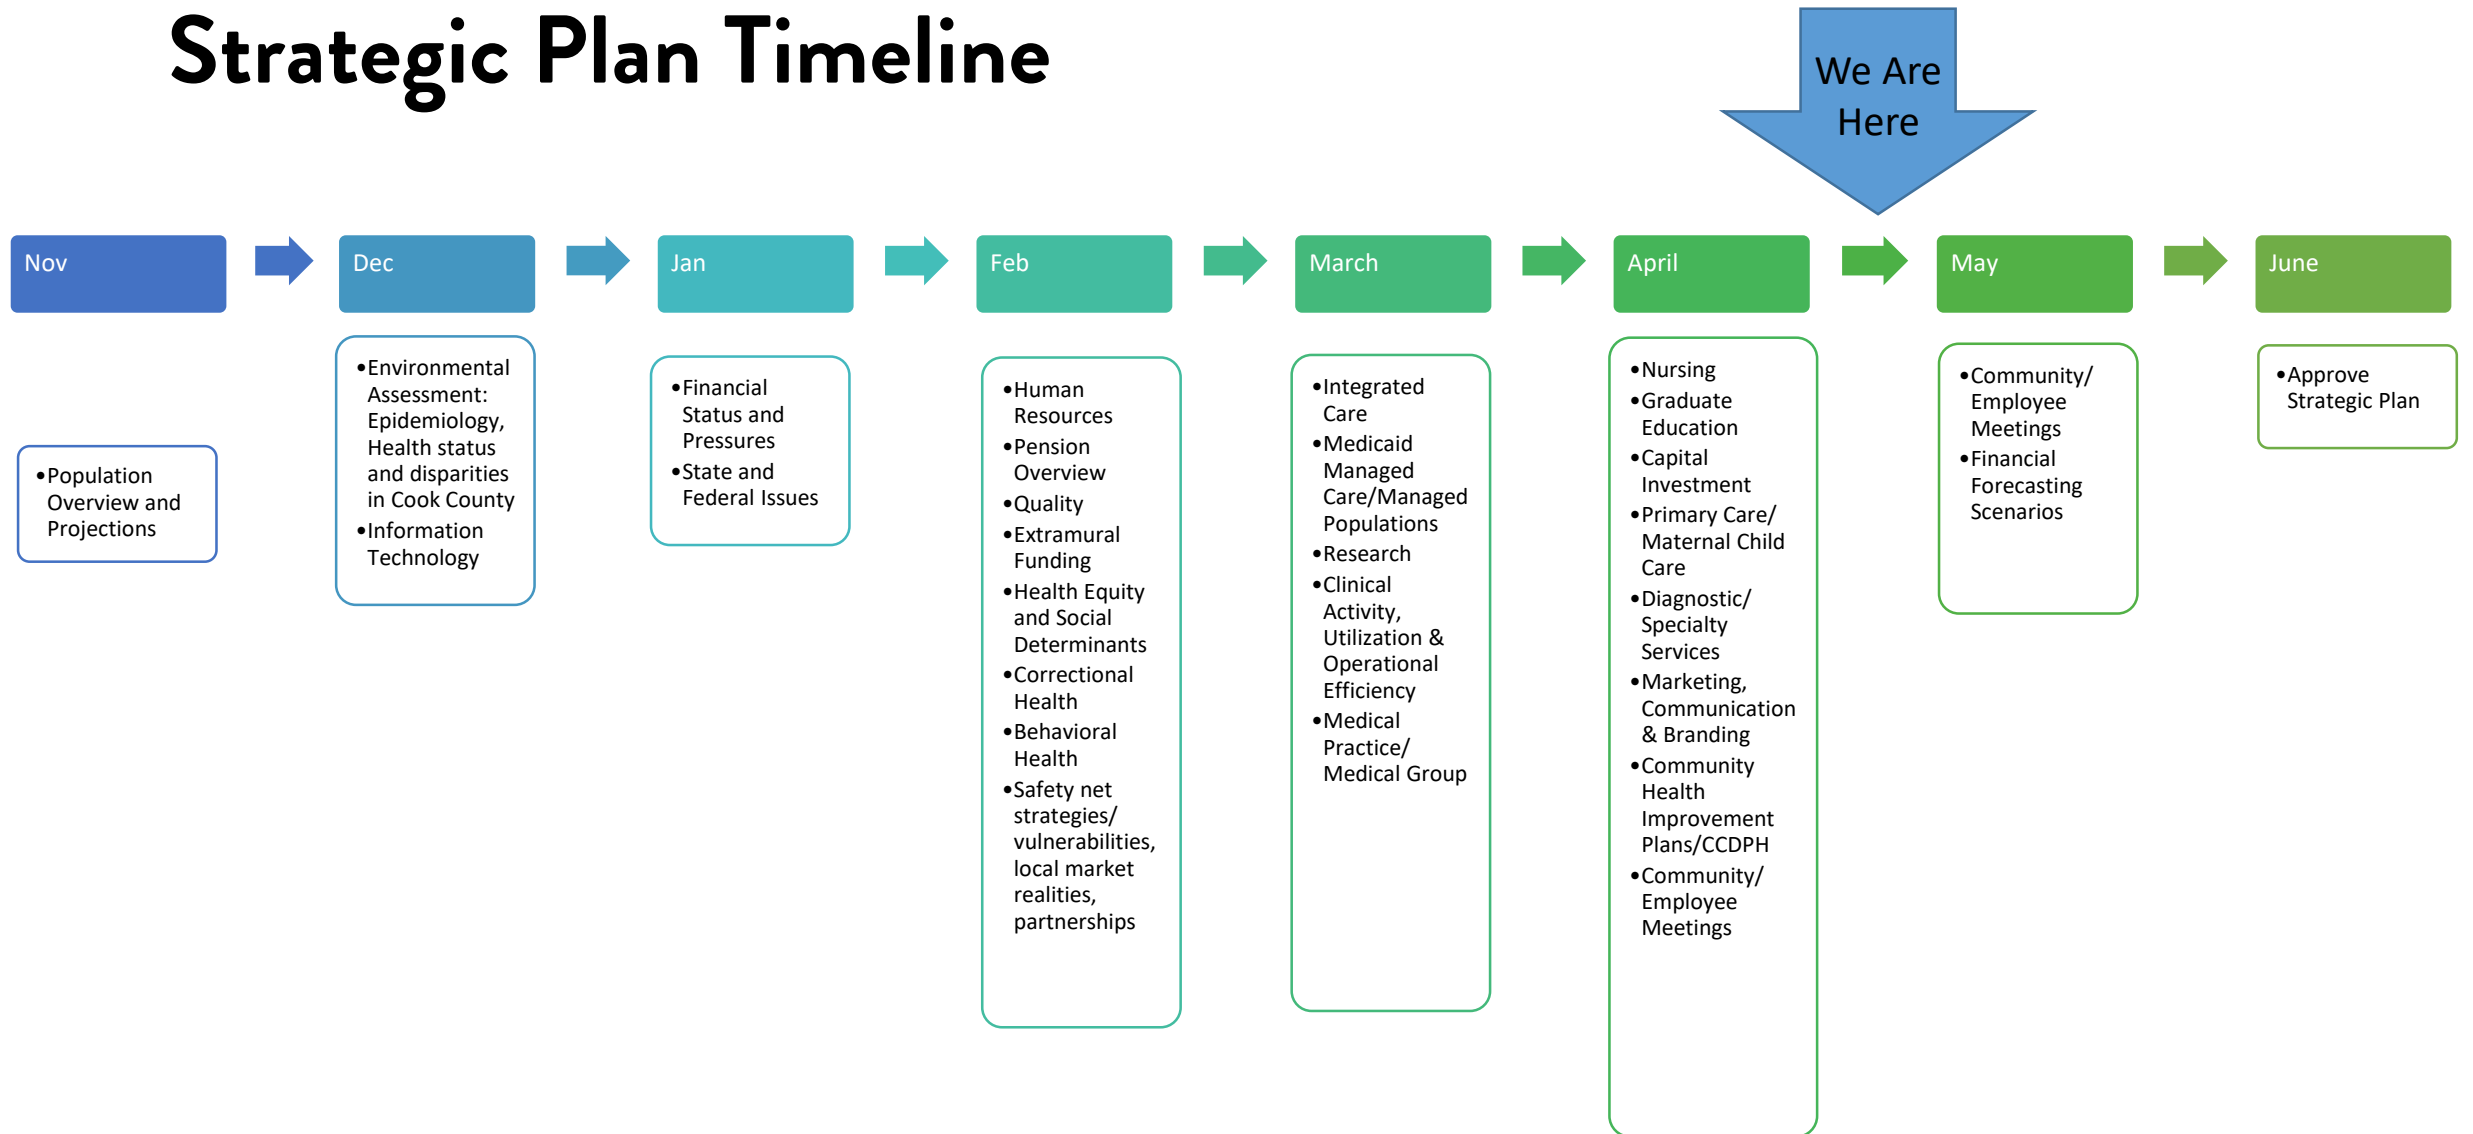 Strategic Plan Timeline
We Are
Here
Nov
•Population
Overview and
Projections
Dec
•Environmental
Assessment:
Epidemiology,
Health status
and disparities
in Cook County
•Information
Technology
Jan
•Financial
Status and
Pressures
•State and
Federal Issues
Feb
•Human
Resources
•Pension
Overview
•Quality
•Extramural
Funding
•Health Equity
and Social
Determinants
•Correctional
Health
•Behavioral
Health
•Safety net
strategies/
vulnerabilities,
local market
realities,
partnerships
March
•Integrated
Care
•Medicaid
Managed
Care/Managed
Populations
•Research
•Clinical
Activity,
Utilization &
Operational
Efficiency
•Medical
Practice/
Medical Group
April
•Nursing
•Graduate
Education
•Capital
Investment
•Primary Care/
Maternal Child
Care
•Diagnostic/
Specialty
Services
•Marketing,
Communication
& Branding
•Community
Health
Improvement
Plans/CCDPH
•Community/
Employee
Meetings
May
•Community/
Employee
Meetings
•Financial
Forecasting
Scenarios
June
•Approve
Strategic Plan